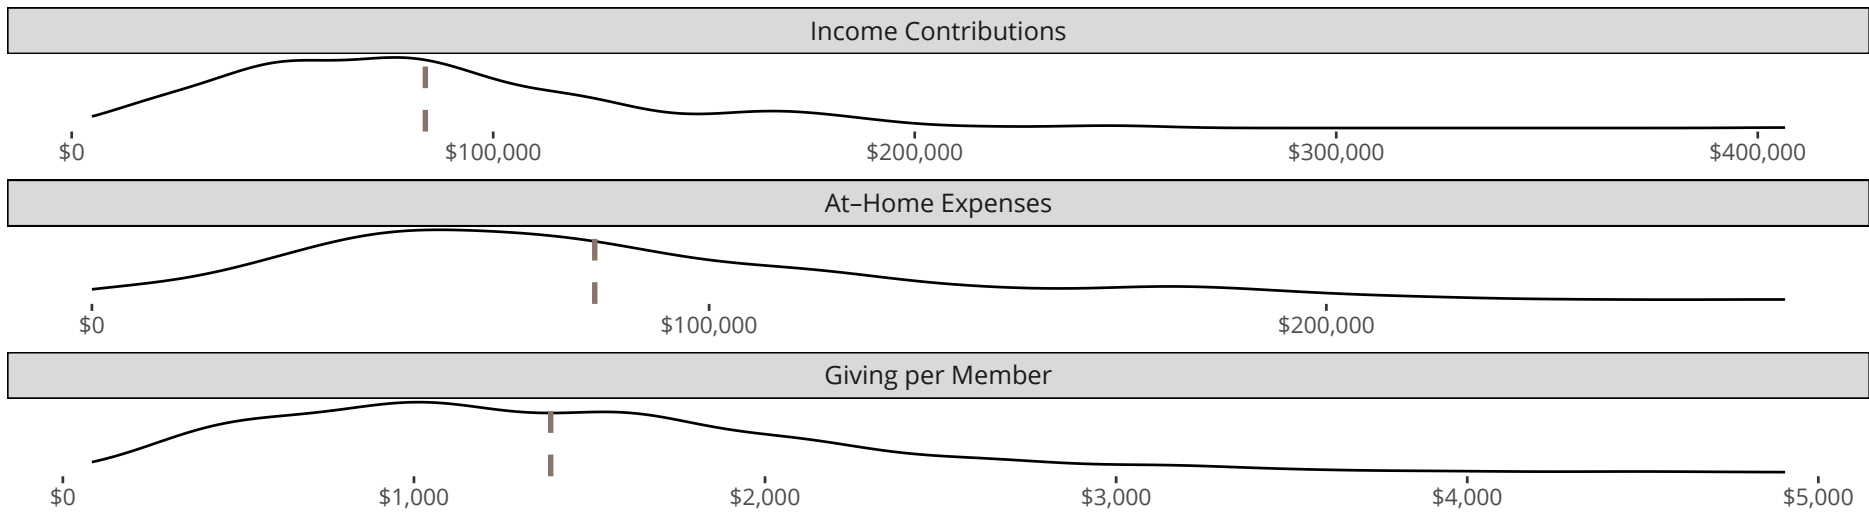 Income Contributions
$0 $100,000 $200,000 $300,000 $400,000
At–Home Expenses
$0 $100,000 $200,000
Giving per Member
$0 $1,000 $2,000 $3,000 $4,000 $5,000